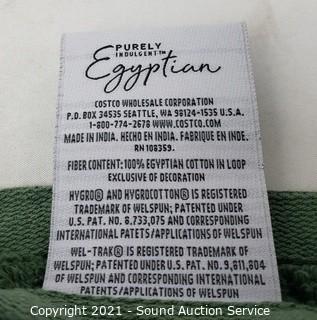 PURELY
INDULGENT™
Egyptian
COSTCO WHOLESALE CORPORATION
P.O. BOX 34535 SEATTLE, WA 98124-1535 U.S.A.
1-800-774-2678 WWW.COSTCO.COM
MADE IN INDIA. HECHO EN INDIA. FABRIQUE EN INDE.
RN 108359.
FIBER CONTENT: 100% EGYPTIAN COTTON IN LOOP
EXCLUSIVE OF DECORATION
HYGRO® AND HYGROCOTTON® IS REGISTERED
TRADEMARK OF WELSPUN; PATENTED UNDER
U.S. PAT. NO. 8,733,075 AND CORRESPONDING
INTERNATIONAL PATENTS/APPLICATIONS OF WELSPUN
WEL-TRAK® IS REGISTERED TRADEMARK OF
WELSPUN; PATENTED UNDER U.S. PAT. NO. 9,811,804
OF WELSPUN AND CORRESPONDING INTERNATIONAL
PATENTS/APPLICATIONS OF WELSPUN
Copyright 2021 - Sound Auction Service